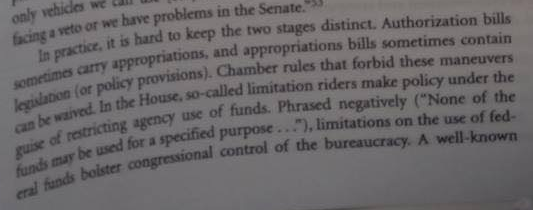 only vehicles we can
facing a veto or we have problems in the Senate."53
In practice, it is hard to keep the two stages distinct. Authorization bills
sometimes carry appropriations, and appropriations bills sometimes contain
legislation (or policy provisions). Chamber rules that forbid these maneuvers
can be waived. In the House, so-called limitation riders make policy under the
guise of restricting agency use of funds. Phrased negatively ("None of the
funds may be used for a specified purpose . . ."), limitations on the use of fed-
eral funds bolster congressional control of the bureaucracy. A well-known